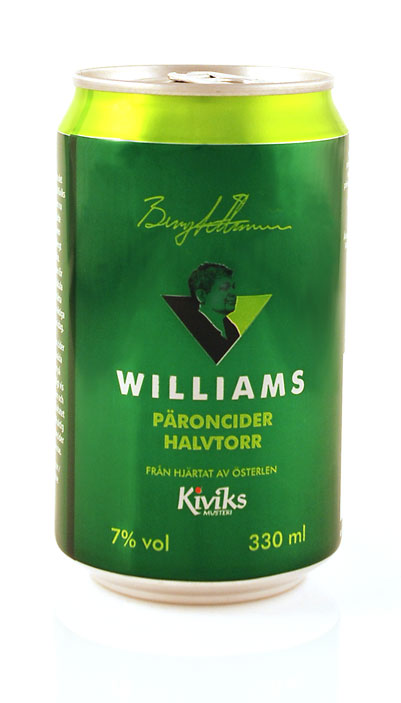 WILLIAMS
PÄRONCIDER
HALVTORR
FRÅN HJÄRTAT AV ÖSTERLEN
Kiviks
MUSTERI
7% vol 330 ml